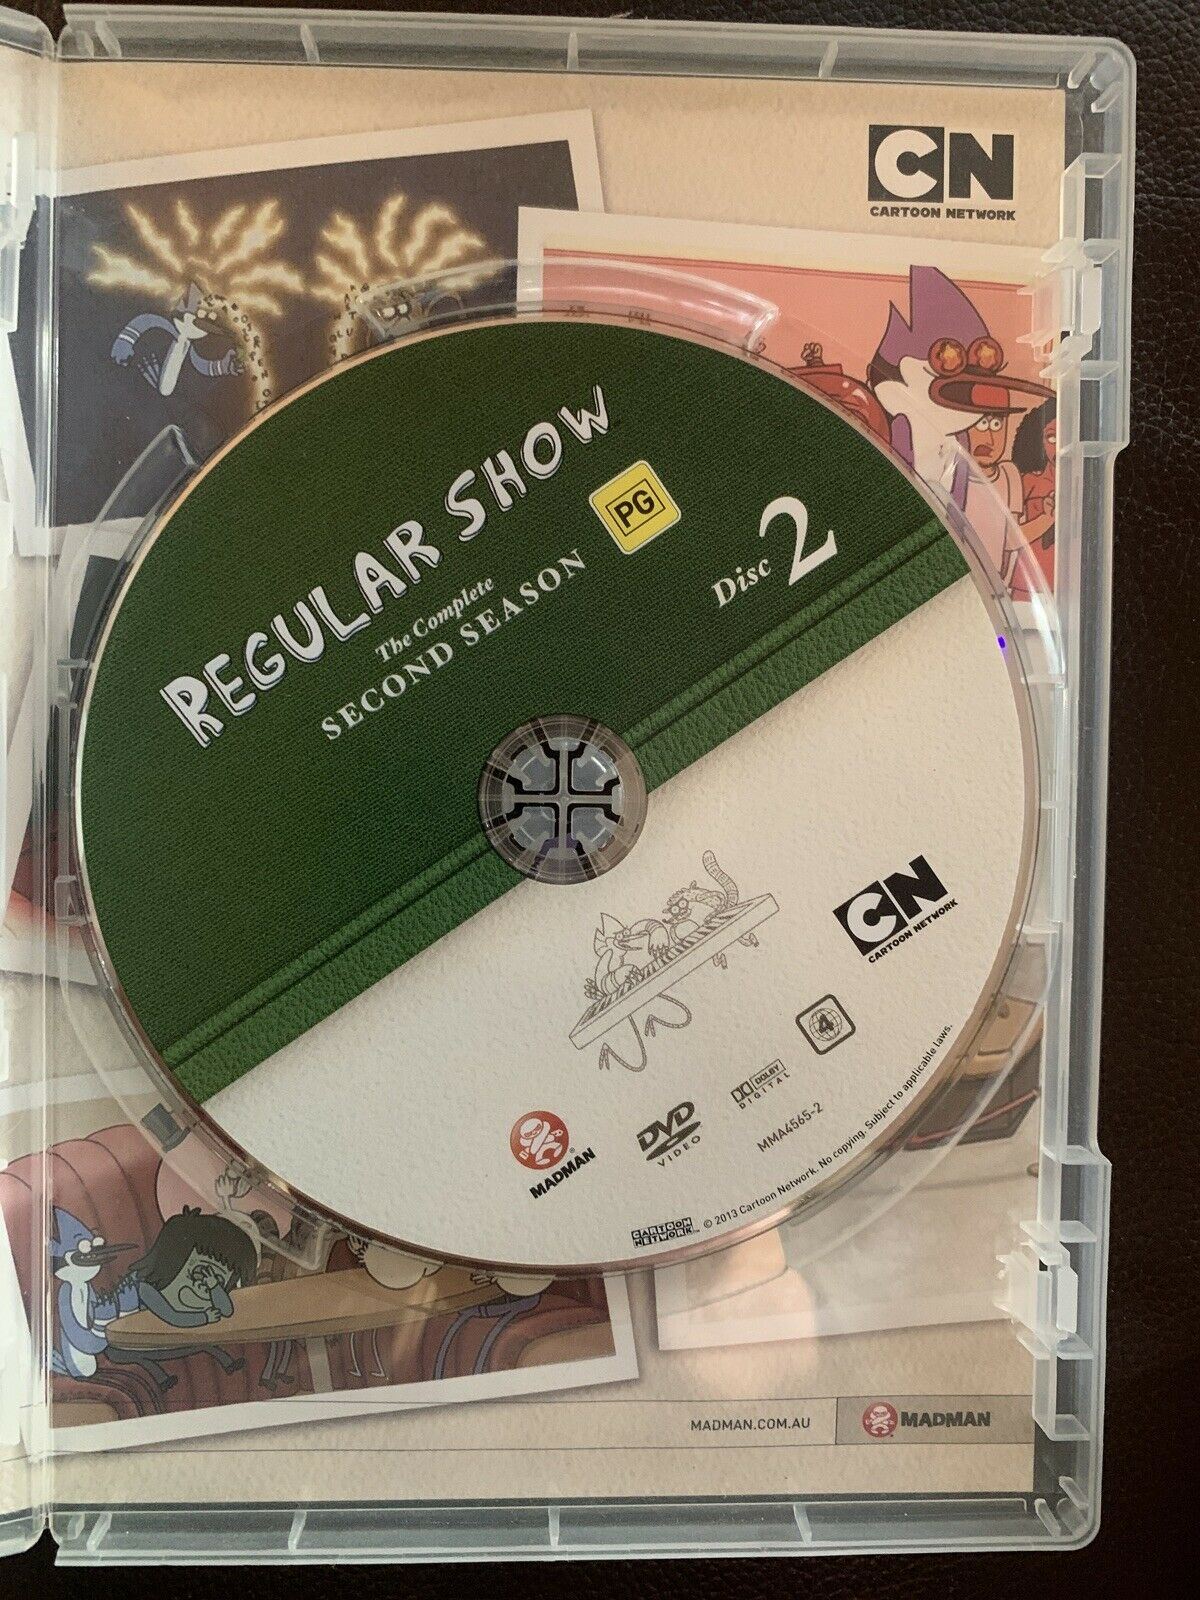 CN
CARTOON NETWORK
REGULAR SHOW
The Complete
SECOND SEASON
PG
Disc 2
CN
CARTOON NETWORK
4
DOLBY
DIGITAL
MADMAN
DVD
VIDEO
MMA4565-2
CARTOON
NETWORK
© 2013 Cartoon Network. No copying. Subject to applicable laws.
MADMAN.COM.AU
MADMAN